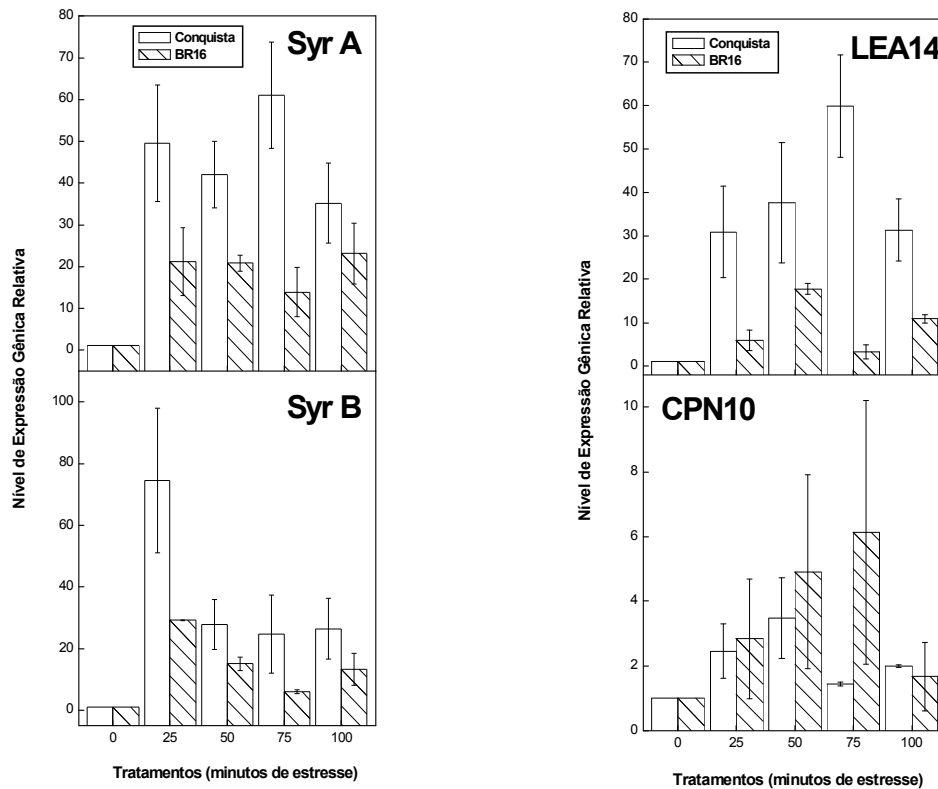 Nível de Expressão Gênica Relativa
80
70
60
50
40
30
20
10
0
Conquista
BR16
Syr A
100
80
60
40
20
0
Syr B
0 25 50 75 100
Tratamentos (minutos de estresse)
Nível de Expressão Gênica Relativa
80
70
60
50
40
30
20
10
0
Conquista
BR16
LEA14
10
8
6
4
2
0
CPN10
0 25 50 75 100
Tratamentos (minutos de estresse)